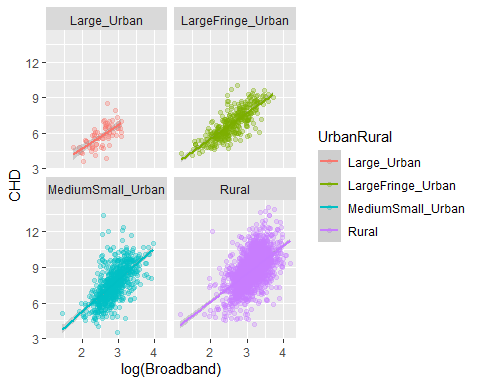 Large_Urban
LargeFringe_Urban
12
9
6
3
MediumSmall_Urban
Rural
12
9
6
3
2
3
4
2
3
4
log(Broadband)
CHD
UrbanRural
Large_Urban
LargeFringe_Urban
MediumSmall_Urban
Rural